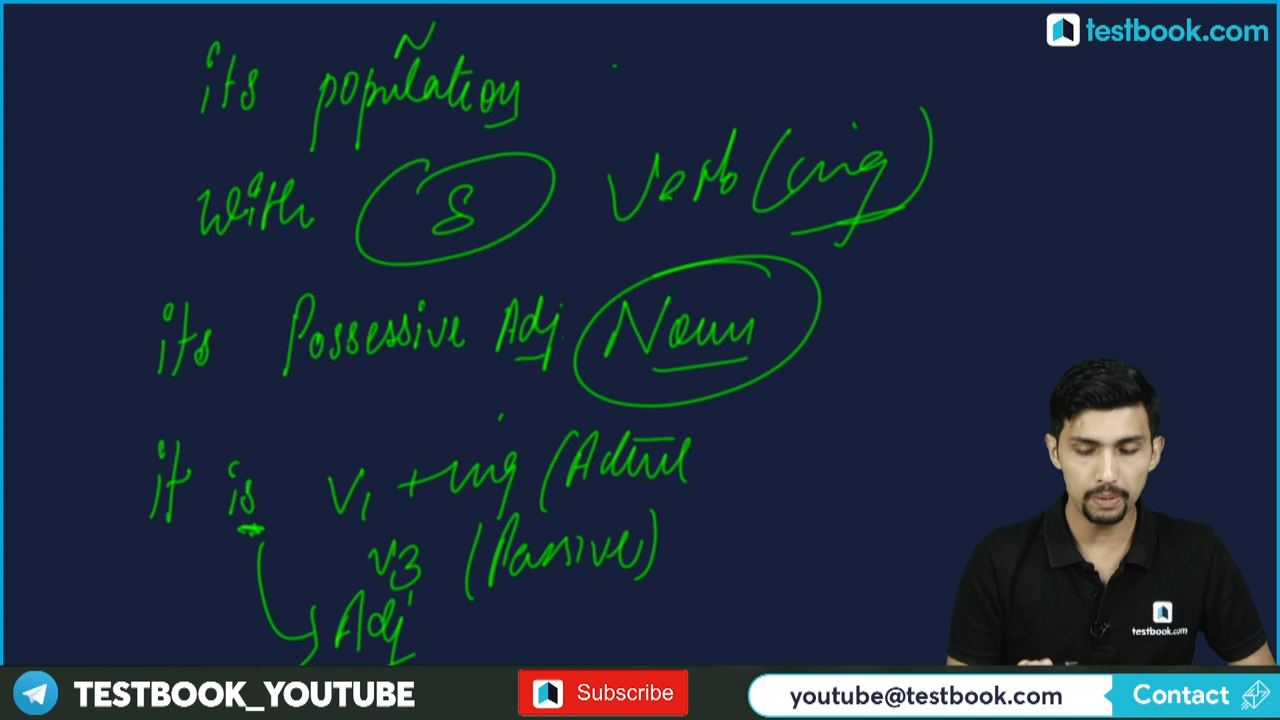 testbook.com
N
its population
with S Verb (ing)
its Possessive Adj. Noun
it is V1 + ing (Active
V3 (Passive)
Adj
testbook.com
TESTBOOK_YOUTUBE
Subscribe
youtube@testbook.com
Contact